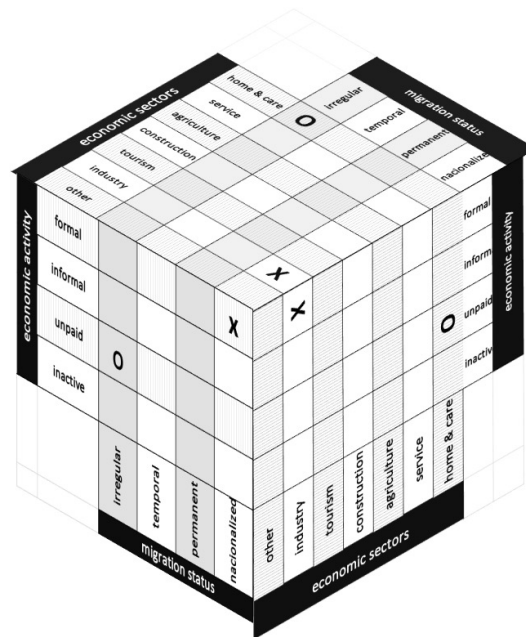 economic sectors
home & care
service
agriculture
construction
tourism
industry
other
migration status
irregular
temporal
permanent
nacionalized
O
X
economic activity
formal
informal
unpaid
inactive
X
O
irregular
temporal
permanent
nacionalized
migration status
X
O
formal
inform
unpaid
inactive
economic activity
other
industry
tourism
construction
agriculture
service
home & care
economic sectors